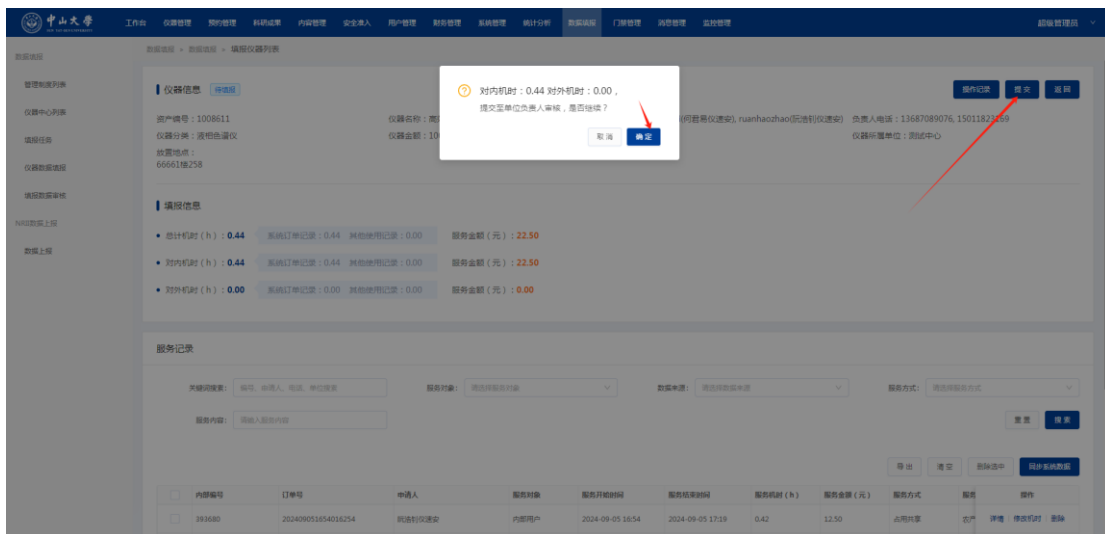 中山大學
工作台 仪器管理 预约管理 科研成果 内容管理 安全准入 用户管理 财务管理 系统管理 统计分析 数据填报 门禁管理 消息管理 监控管理 超级管理员
数据填报
数据填报 > 数据填报 > 填报仪器列表
管理制度列表
仪器中心列表
填报任务
仪器数据填报
填报数据审核
NRII数据上报
数据上报
仪器信息 待填报
操作记录 提交 返回
对内机时：0.44 对外机时：0.00，
提交至单位负责人审核，是否继续？
取消 确定
资产编号：1008611 仪器名称： ruanhaozhao(阮浩钊仪速安) 负责人电话：13687089076, 15011823269
仪器分类：液相色谱仪 仪器金额：10 仪器所属单位：测试中心
放置地点：
66661楼258
填报信息
总计机时（h）：0.44 系统订单记录：0.44 其他使用记录：0.00 服务金额（元）：22.50
对内机时（h）：0.44 系统订单记录：0.44 其他使用记录：0.00 服务金额（元）：22.50
对外机时（h）：0.00 系统订单记录：0.00 其他使用记录：0.00 服务金额（元）：0.00
服务记录
关键词搜索： 编号、申请人、电话、单位搜索 服务对象： 请选择服务对象 数据来源： 请选择数据来源 服务方式： 请选择服务方式
服务内容： 请输入服务内容
重置 搜索
导出 清空 删除选中 同步系统数据
内部编号 订单号 申请人 服务对象 服务开始时间 服务结束时间 服务机时（h） 服务金额（元） 服务方式 服务 操作
393680 202409051654016254 阮浩钊仪速安 内部用户 2024-09-05 16:54 2024-09-05 17:19 0.42 12.50 占用共享 农产 详情 修改机时 删除